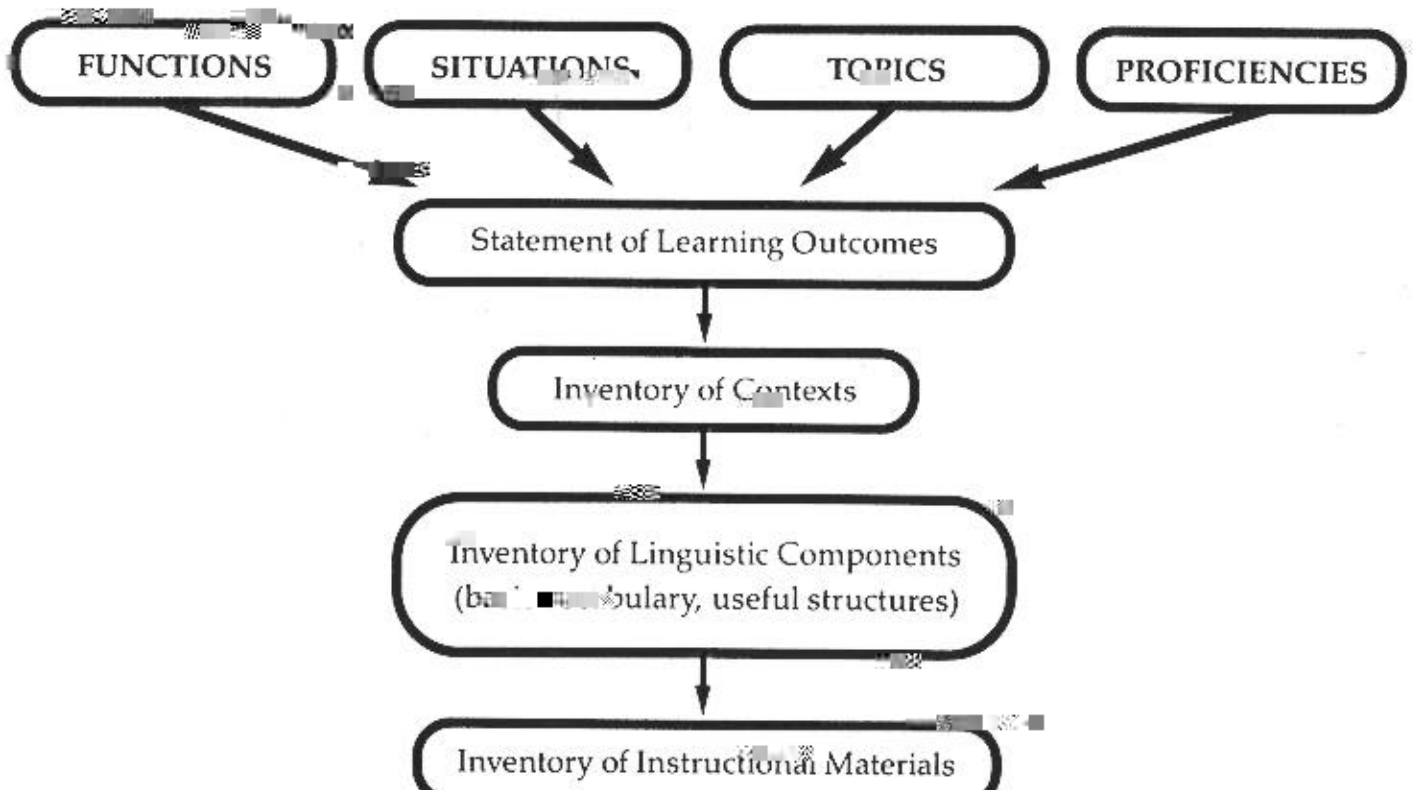 FUNCTIONS
SITUATIONS
TOPICS
PROFICIENCIES
Statement of Learning Outcomes
Inventory of Contexts
Inventory of Linguistic Components
useful structures)
Inventory of Instructional Materials